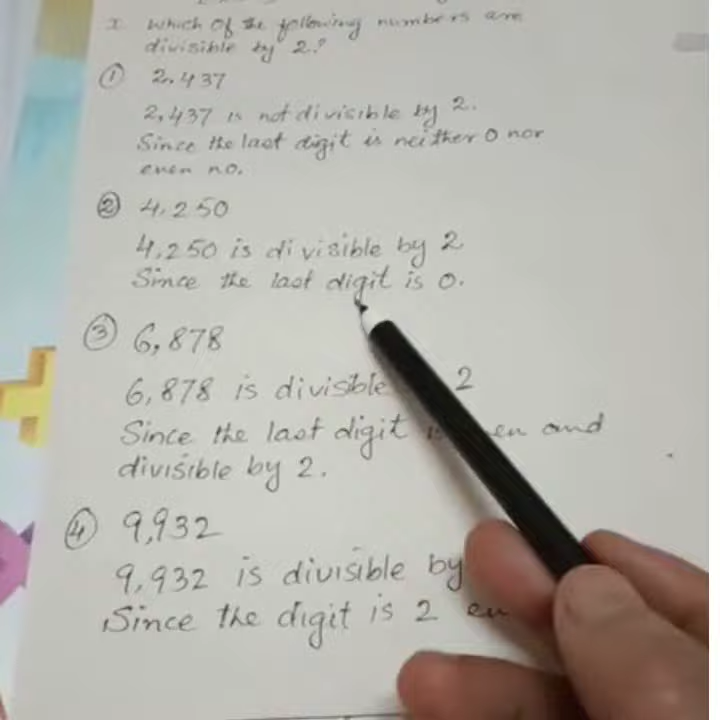 I. Which of the following numbers are
divisible by 2?
① 2,437
2,437 is not divisible by 2.
Since the last digit is neither 0 nor
even no.
② 4,250
4,250 is divisible by 2
Since the last digit is 0.
③ 6,878
6,878 is divisible 2
Since the last digit and
divisible by 2.
④ 9,932
9,932 is divisible by
Since the digit is 2